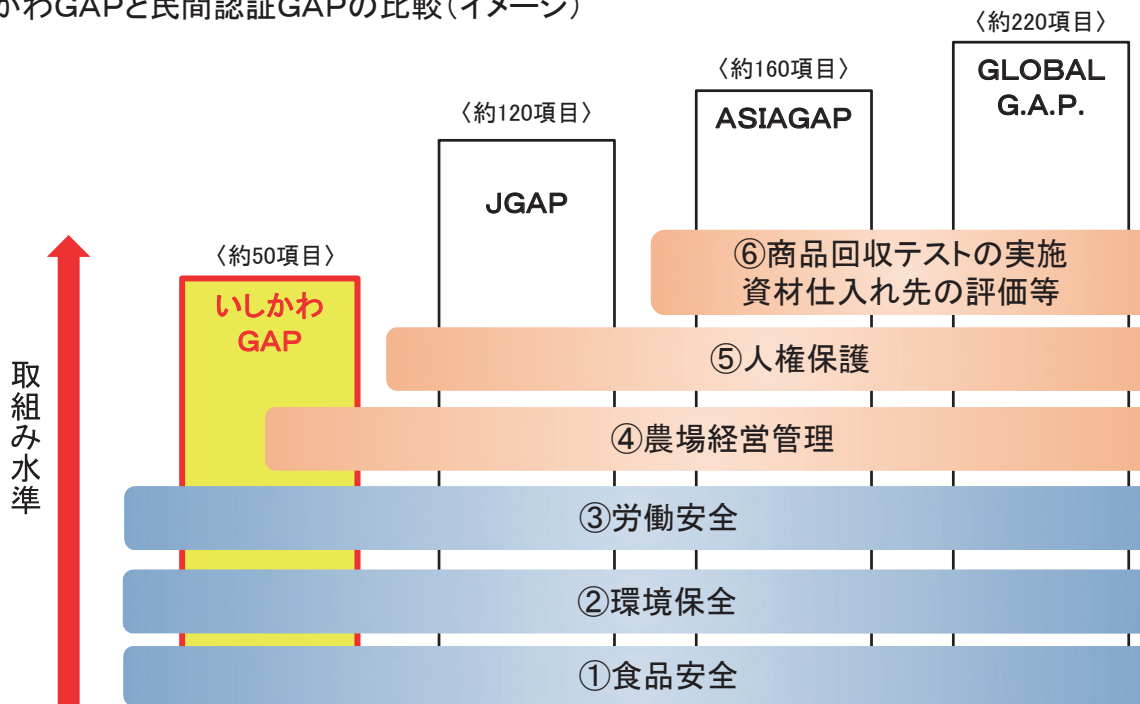 かわGAPと民間認証GAPの比較（イメージ）
〈約220項目〉
GLOBAL
G.A.P.
〈約160項目〉
ASIAGAP
〈約120項目〉
JGAP
〈約50項目〉
いしかわ
GAP
取組み水準
⑥商品回収テストの実施
資材仕入れ先の評価等
⑤人権保護
④農場経営管理
③労働安全
②環境保全
①食品安全